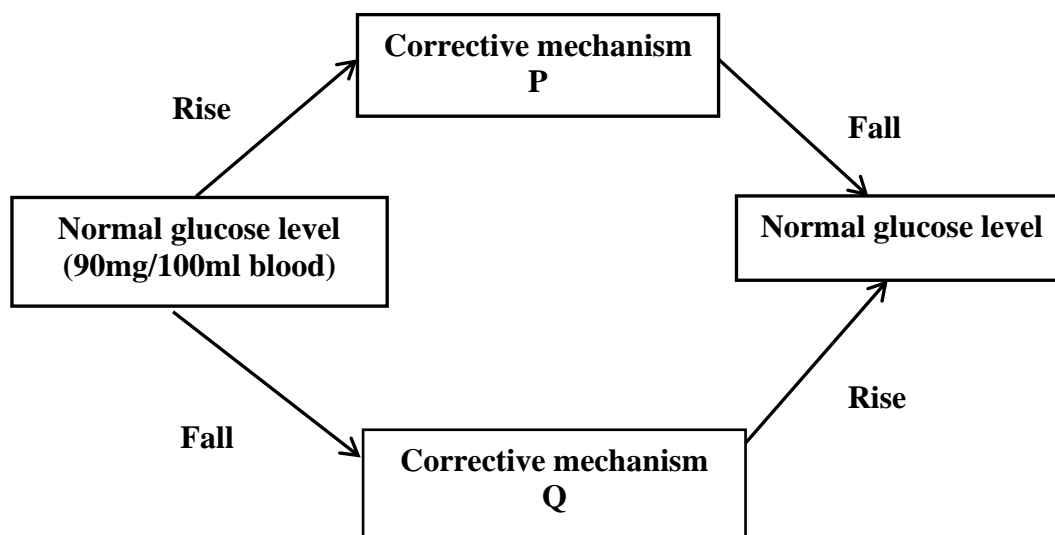 Corrective mechanism
P
Rise
Fall
Normal glucose level
(90mg/100ml blood)
Normal glucose level
Fall
Rise
Corrective mechanism
Q